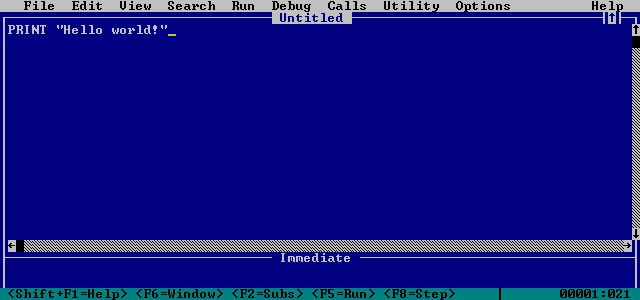 File Edit View Search Run Debug Calls Utility Options Help
Untitled
PRINT "Hello world!"_
Immediate
<Shift+F1=Help> <F6=Window> <F2=Subs> <F5=Run> <F8=Step> 00001:021